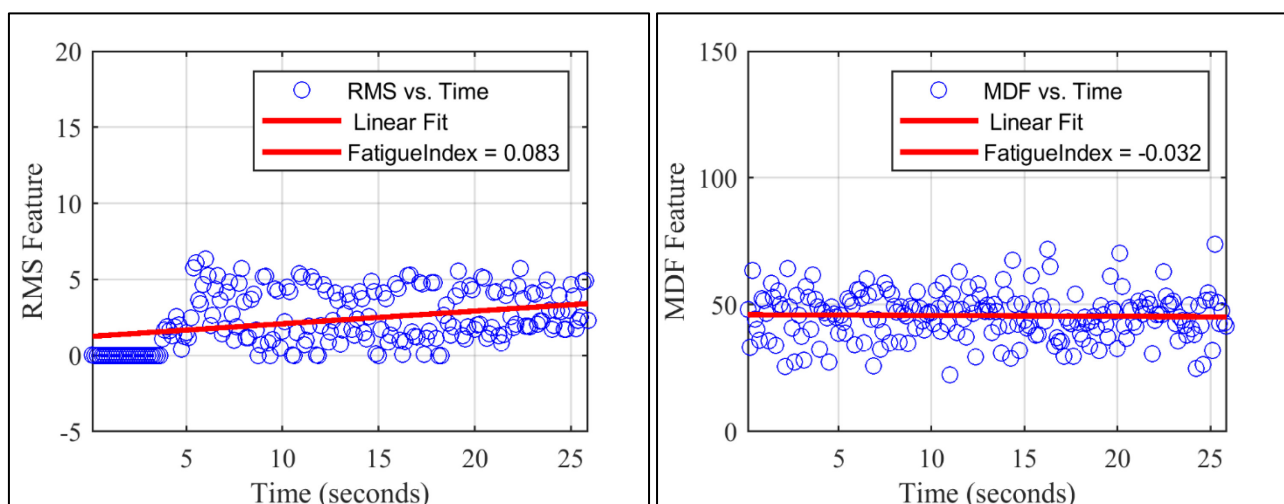 20
15
10
5
0
-5
RMS Feature
RMS vs. Time
Linear Fit
FatigueIndex = 0.083
5
10
15
20
25
Time (seconds)
150
100
50
0
MDF Feature
MDF vs. Time
Linear Fit
FatigueIndex = -0.032
5
10
15
20
25
Time (seconds)